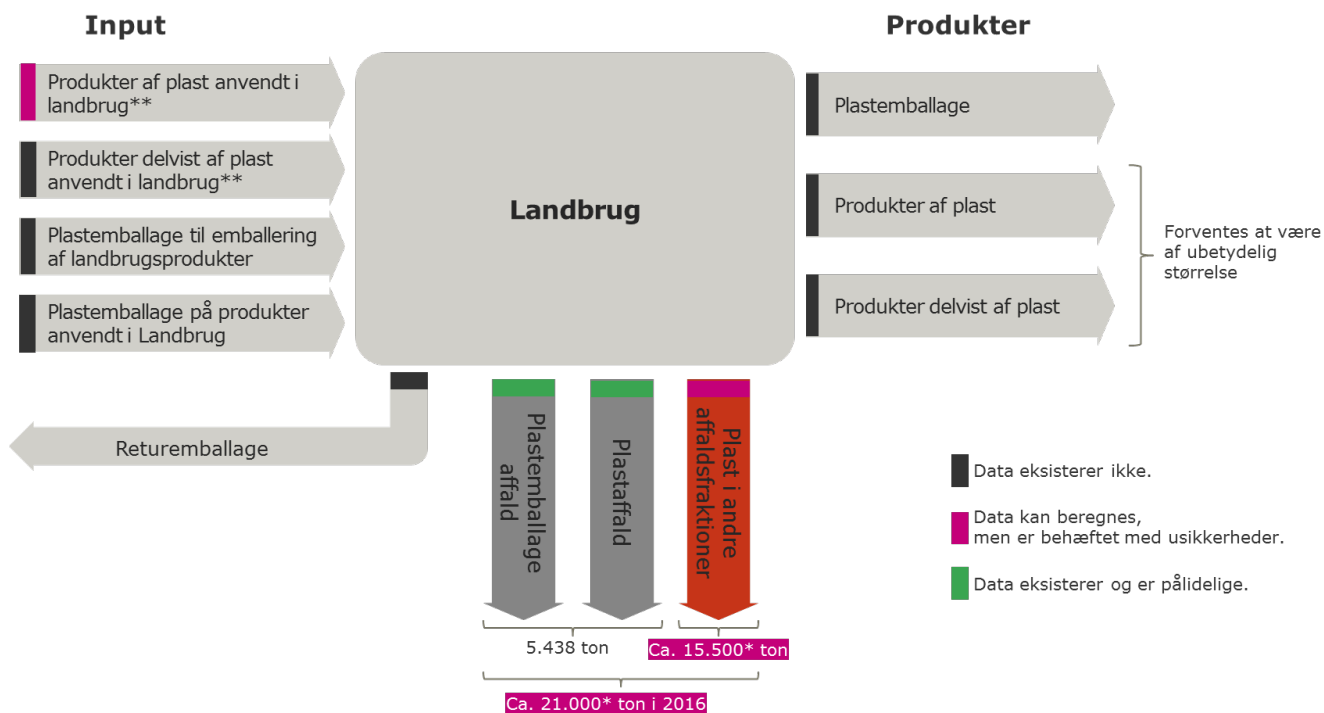 Input
Produkter
Produkter af plast anvendt i
landbrug**
Produkter delvist af plast
anvendt i landbrug**
Plastemballage til emballering
af landbrugsprodukter
Plastemballage på produkter
anvendt i Landbrug
Landbrug
Plastemballage
Produkter af plast
Produkter delvist af plast
Forventes at være
af ubetydelig
størrelse
Returemballage
Plastemballage
affald
Plastaffald
Plast i andre
affaldsfraktioner
5.438 ton
Ca. 15.500* ton
Ca. 21.000* ton i 2016
Data eksisterer ikke.
Data kan beregnes,
men er behæftet med usikkerheder.
Data eksisterer og er pålidelige.